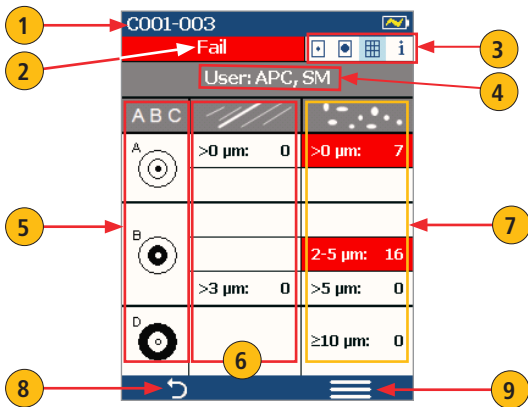 1 C001-003
2 Fail i 3
User: APC, SM 4
A B C
A >0 µm: 0 >0 µm: 7
5 7
B
2-5 µm: 16
>3 µm: 0 >5 µm: 0
D ≥10 µm: 0
6
8 9